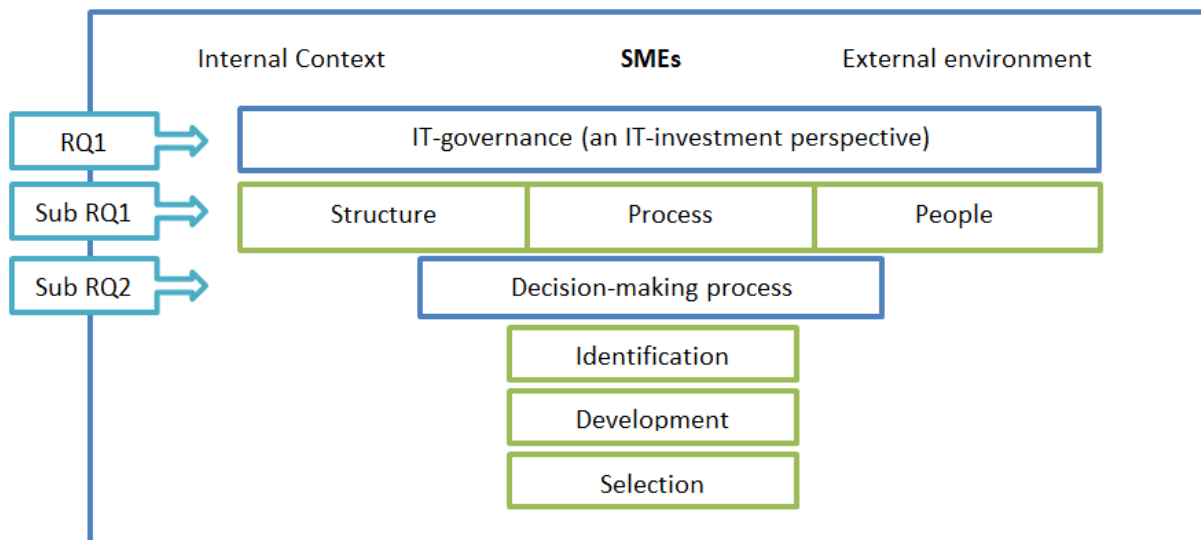 Internal Context SMEs External environment
RQ1 IT-governance (an IT-investment perspective)
Sub RQ1 Structure Process People
Sub RQ2 Decision-making process
Identification
Development
Selection